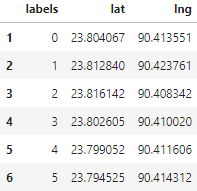 labels lat lng
1 0 23.804067 90.413551
2 1 23.812840 90.423761
3 2 23.816142 90.408342
4 3 23.802605 90.410020
5 4 23.799052 90.411606
6 5 23.794525 90.414312